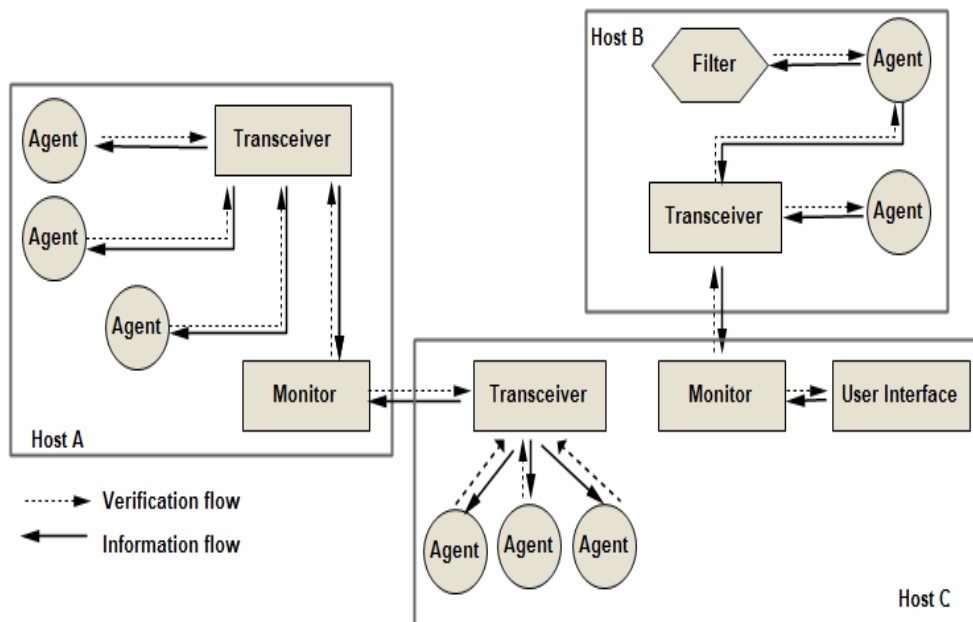 Host B
Filter
Agent
Transceiver
Agent
Agent
Transceiver
Agent
Agent
Monitor
Host A
Transceiver
Monitor
User Interface
Agent
Agent
Agent
Host C
Verification flow
Information flow